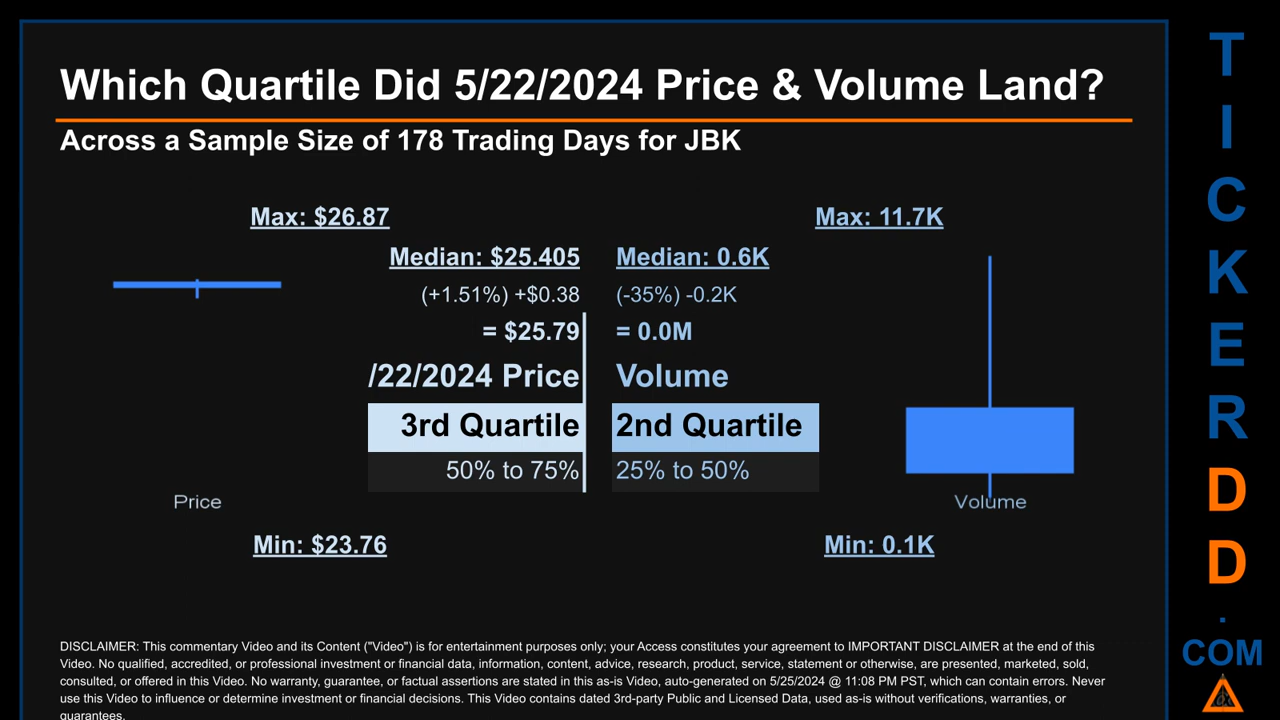 Which Quartile Did 5/22/2024 Price & Volume Land?
Across a Sample Size of 178 Trading Days for JBK
Max: $26.87
Max: 11.7K
Median: $25.405
Median: 0.6K
(+1.51%) +$0.38
(-35%) -0.2K
= $25.79
= 0.0M
/22/2024 Price
Volume
3rd Quartile
2nd Quartile
50% to 75%
25% to 50%
Price
Volume
Min: $23.76
Min: 0.1K
DISCLAIMER: This commentary Video and its Content ("Video") is for entertainment purposes only; your Access constitutes your agreement to IMPORTANT DISCLAIMER at the end of this
Video. No qualified, accredited, or professional investment or financial data, information, content, advice, research, product, service, statement or otherwise, are presented, marketed, sold,
consulted, or offered in this Video. No warranty, guarantee, or factual assertions are stated in this as-is Video, auto-generated on 5/25/2024 @ 11:08 PM PST, which can contain errors. Never
use this Video to influence or determine investment or financial decisions. This Video contains dated 3rd-party Public and Licensed Data, used as-is without verifications, warranties, or
guarantees.
T
I
C
K
E
R
D
D
.
COM